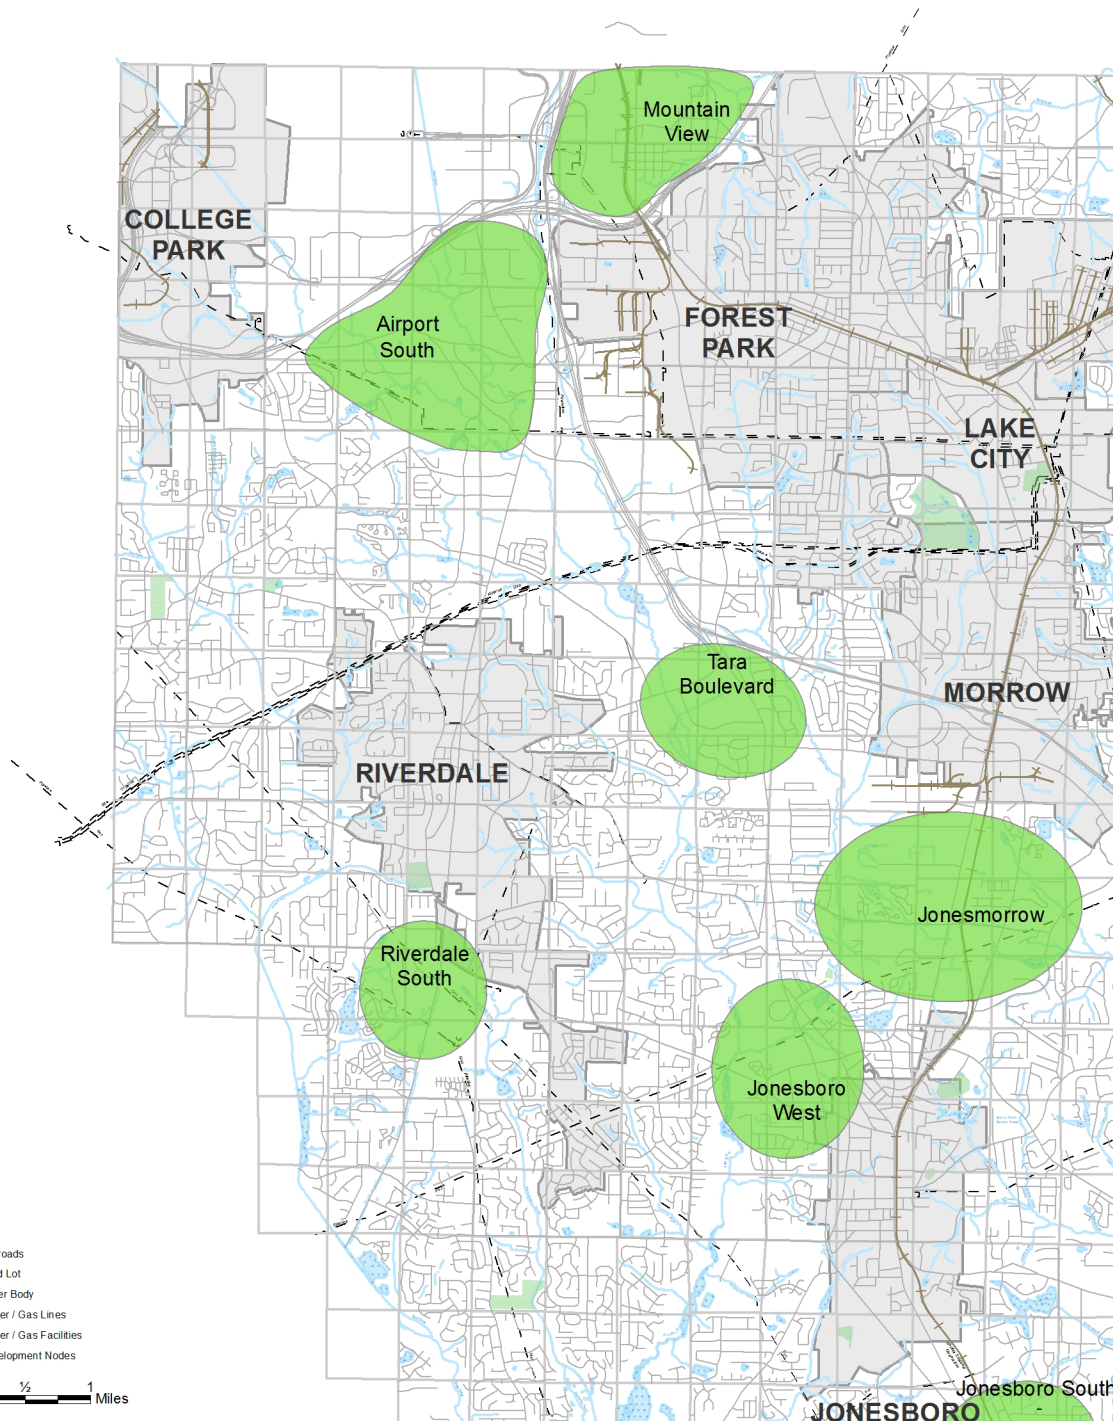 Mountain
View
COLLEGE
PARK
Airport
South
FOREST
PARK
LAKE
CITY
Tara
Boulevard
MORROW
RIVERDALE
Jonesmorrow
Riverdale
South
Jonesboro
West
roads
d Lot
er Body
er / Gas Lines
er / Gas Facilities
elopment Nodes
½ 1
Miles
Jonesboro South
-
JONESBORO